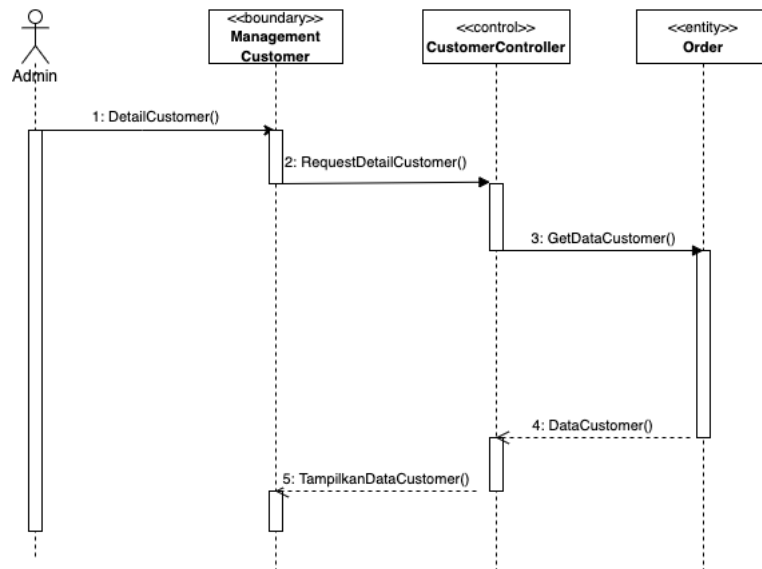 <<boundary>>
Management
Customer
<<control>>
CustomerController
<<entity>>
Order
Admin
1: DetailCustomer()
2: RequestDetailCustomer()
3: GetDataCustomer()
4: DataCustomer()
5: TampilkanDataCustomer()